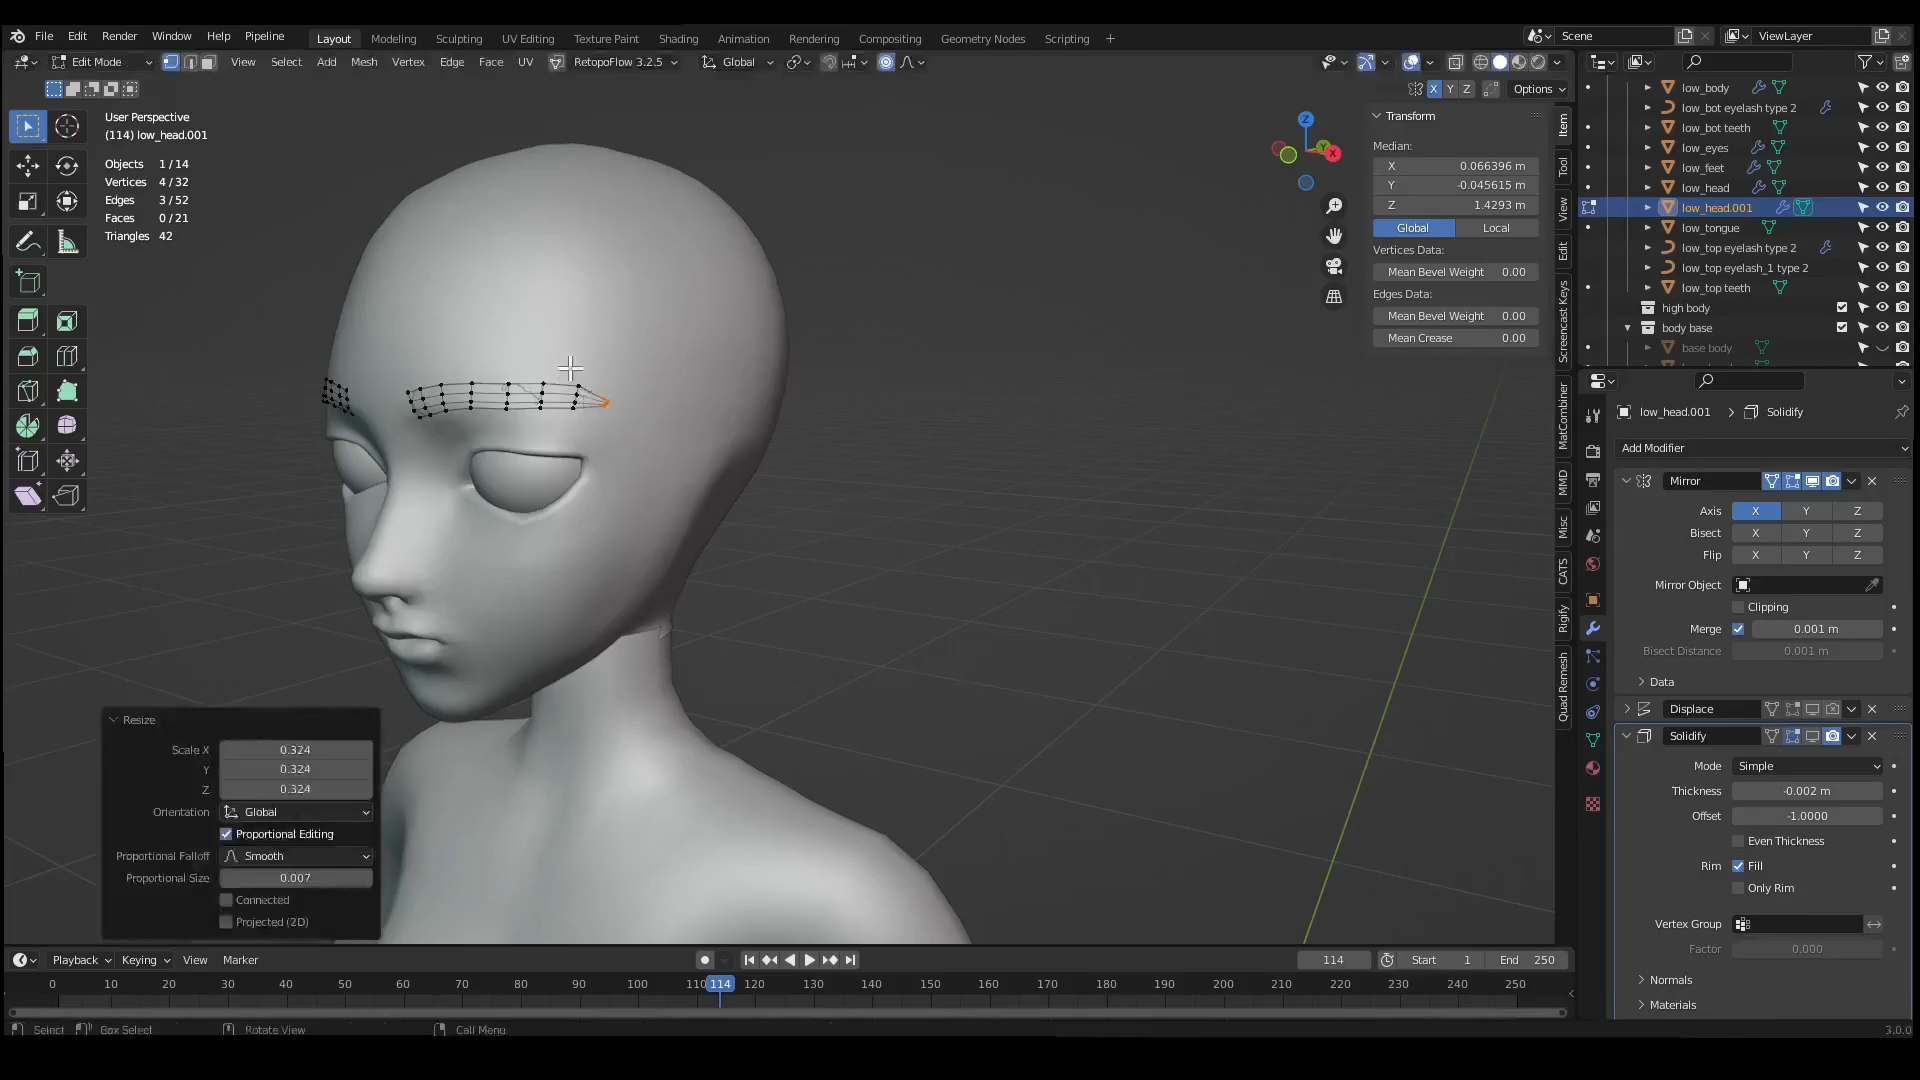 File Edit Render Window Help Pipeline Layout Modeling Sculpting UV Editing Texture Paint Shading Animation Rendering Compositing Geometry Nodes Scripting + Scene ViewLayer
Edit Mode View Select Add Mesh Vertex Edge Face UV RetopoFlow 3.2.5 Global
X Y Z Options
User Perspective
(114) low_head.001
Objects 1/14
Vertices 4/32
Edges 3/52
Faces 0/21
Triangles 42
Z
Y
X
Transform
Median:
X 0.066396 m
Y -0.045615 m
Z 1.4293 m
Global Local
Vertices Data:
Mean Bevel Weight 0.00
Edges Data:
Mean Bevel Weight 0.00
Mean Crease 0.00
Item
Tool
View
Edit
Screencast Keys
MatCombiner
MMD
Misc
CATS
Rigify
Quad Remesh
low_body
low_bot eyelash type 2
low_bot teeth
low_eyes
low_feet
low_head
low_head.001
low_tongue
low_top eyelash type 2
low_top eyelash_1 type 2
low_top teeth
high body
body base
base body
low_head.001 > Solidify
Add Modifier
Mirror
Axis X Y Z
Bisect X Y Z
Flip X Y Z
Mirror Object
Clipping
Merge 0.001 m
Bisect Distance 0.001 m
Data
Displace
Solidify
Mode Simple
Thickness -0.002 m
Offset -1.0000
Even Thickness
Rim Fill
Only Rim
Vertex Group
Factor 0.000
Normals
Materials
Resize
Scale X 0.324
Y 0.324
Z 0.324
Orientation Global
Proportional Editing
Proportional Falloff Smooth
Proportional Size 0.007
Connected
Projected (2D)
Playback Keying View Marker 114 Start 1 End 250
0 10 20 30 40 50 60 70 80 90 100 110 114 120 130 140 150 160 170 180 190 200 210 220 230 240 250
Select Box Select Rotate View Call Menu 3.0.0